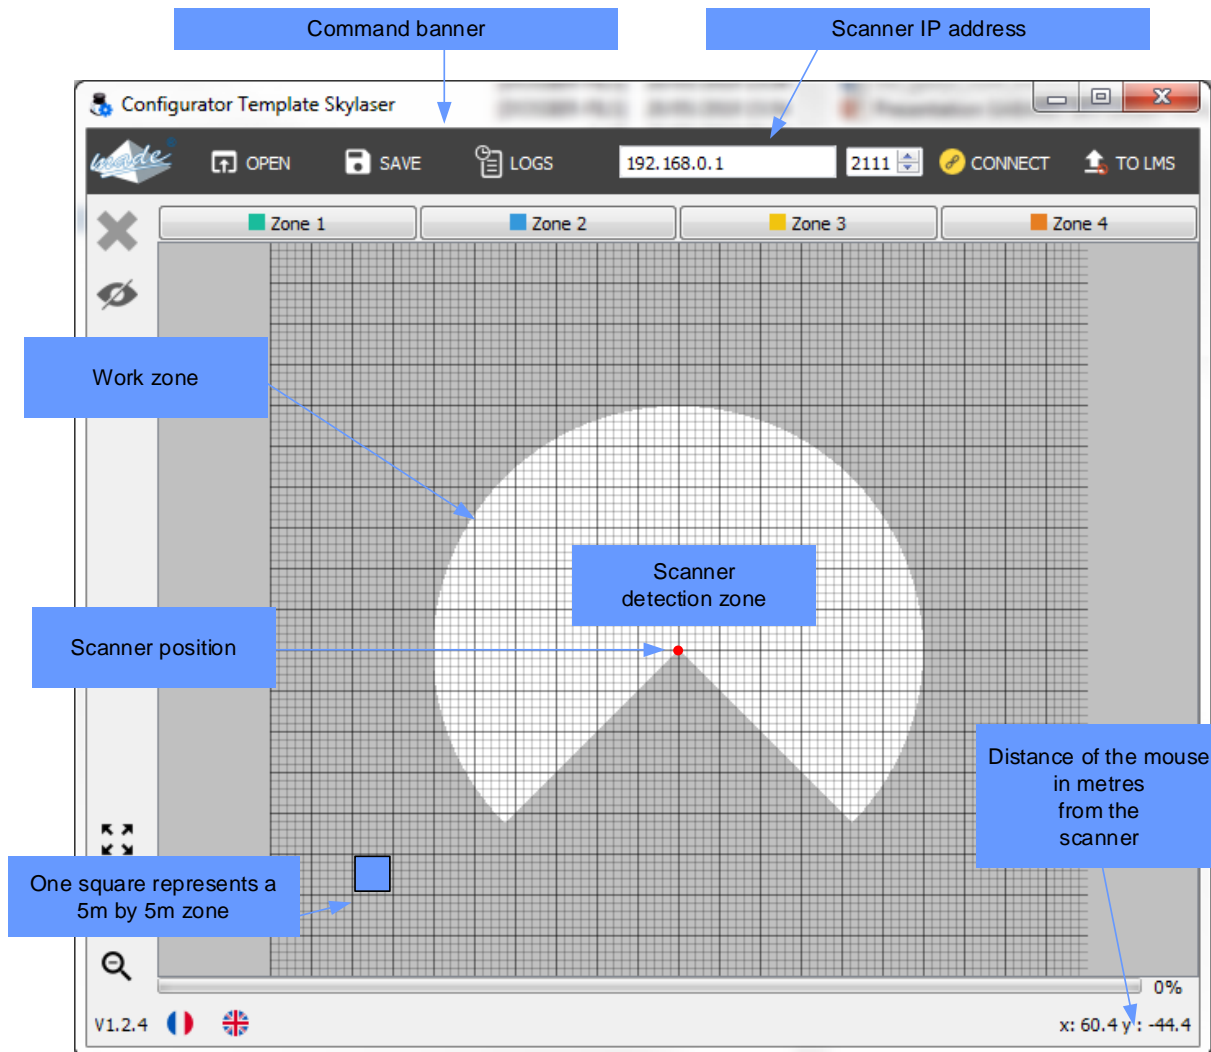 Command banner
Scanner IP address
Configurator Template Skylaser
made
OPEN
SAVE
LOGS
192.168.0.1
2111
CONNECT
TO LMS
Zone 1
Zone 2
Zone 3
Zone 4
Work zone
Scanner
detection zone
Scanner position
Distance of the mouse
in metres
from the
scanner
One square represents a
5m by 5m zone
0%
V1.2.4
x: 60.4 y : -44.4